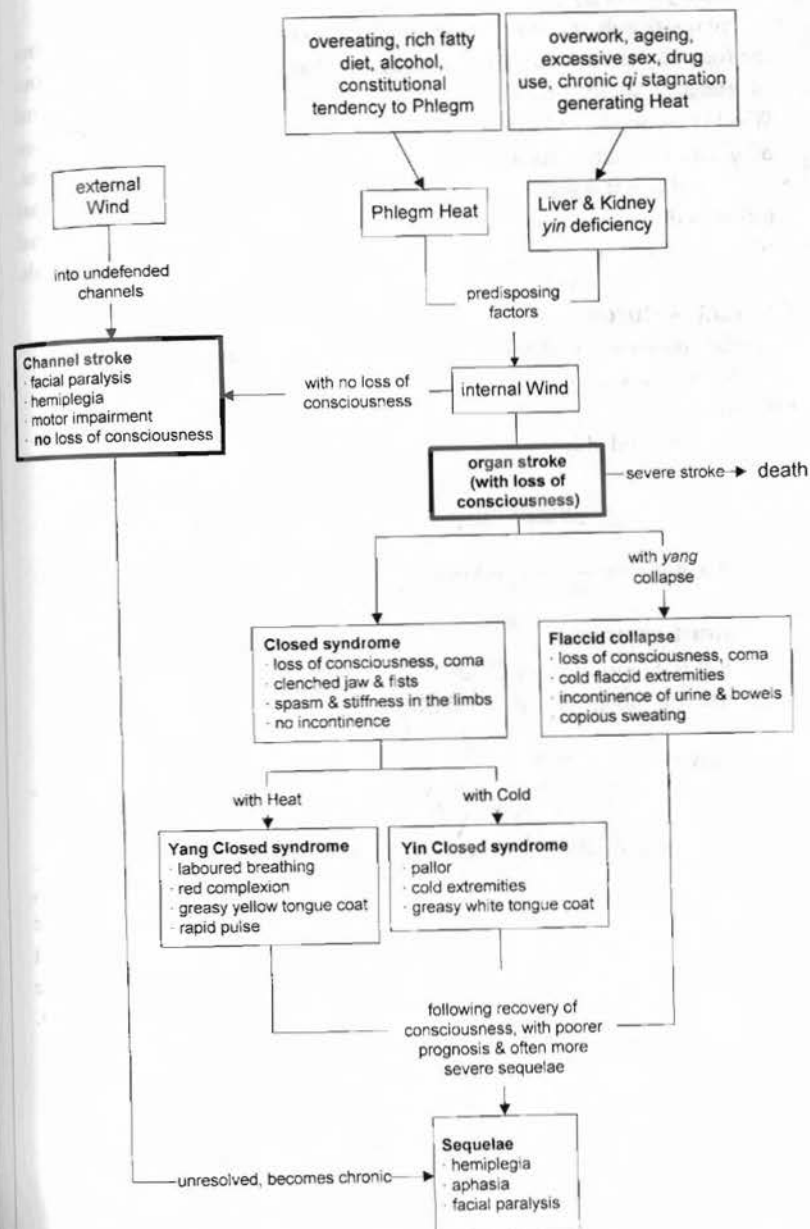 overeating, rich fatty
diet, alcohol,
constitutional
tendency to Phlegm
overwork, ageing,
excessive sex, drug
use, chronic qi stagnation
generating Heat
external
Wind
Phlegm Heat
Liver & Kidney
yin deficiency
into undefended
channels
predisposing
factors
Channel stroke
· facial paralysis
· hemiplegia
· motor impairment
· no loss of consciousness
with no loss of
consciousness
internal Wind
organ stroke
(with loss of
consciousness)
severe stroke
death
with yang
collapse
Closed syndrome
· loss of consciousness, coma
· clenched jaw & fists
· spasm & stiffness in the limbs
· no incontinence
Flaccid collapse
· loss of consciousness, coma
· cold flaccid extremities
· incontinence of urine & bowels
· copious sweating
with Heat
with Cold
Yang Closed syndrome
· laboured breathing
· red complexion
· greasy yellow tongue coat
· rapid pulse
Yin Closed syndrome
· pallor
· cold extremities
· greasy white tongue coat
following recovery of
consciousness, with poorer
prognosis & often more
severe sequelae
unresolved, becomes chronic
Sequelae
· hemiplegia
· aphasia
· facial paralysis